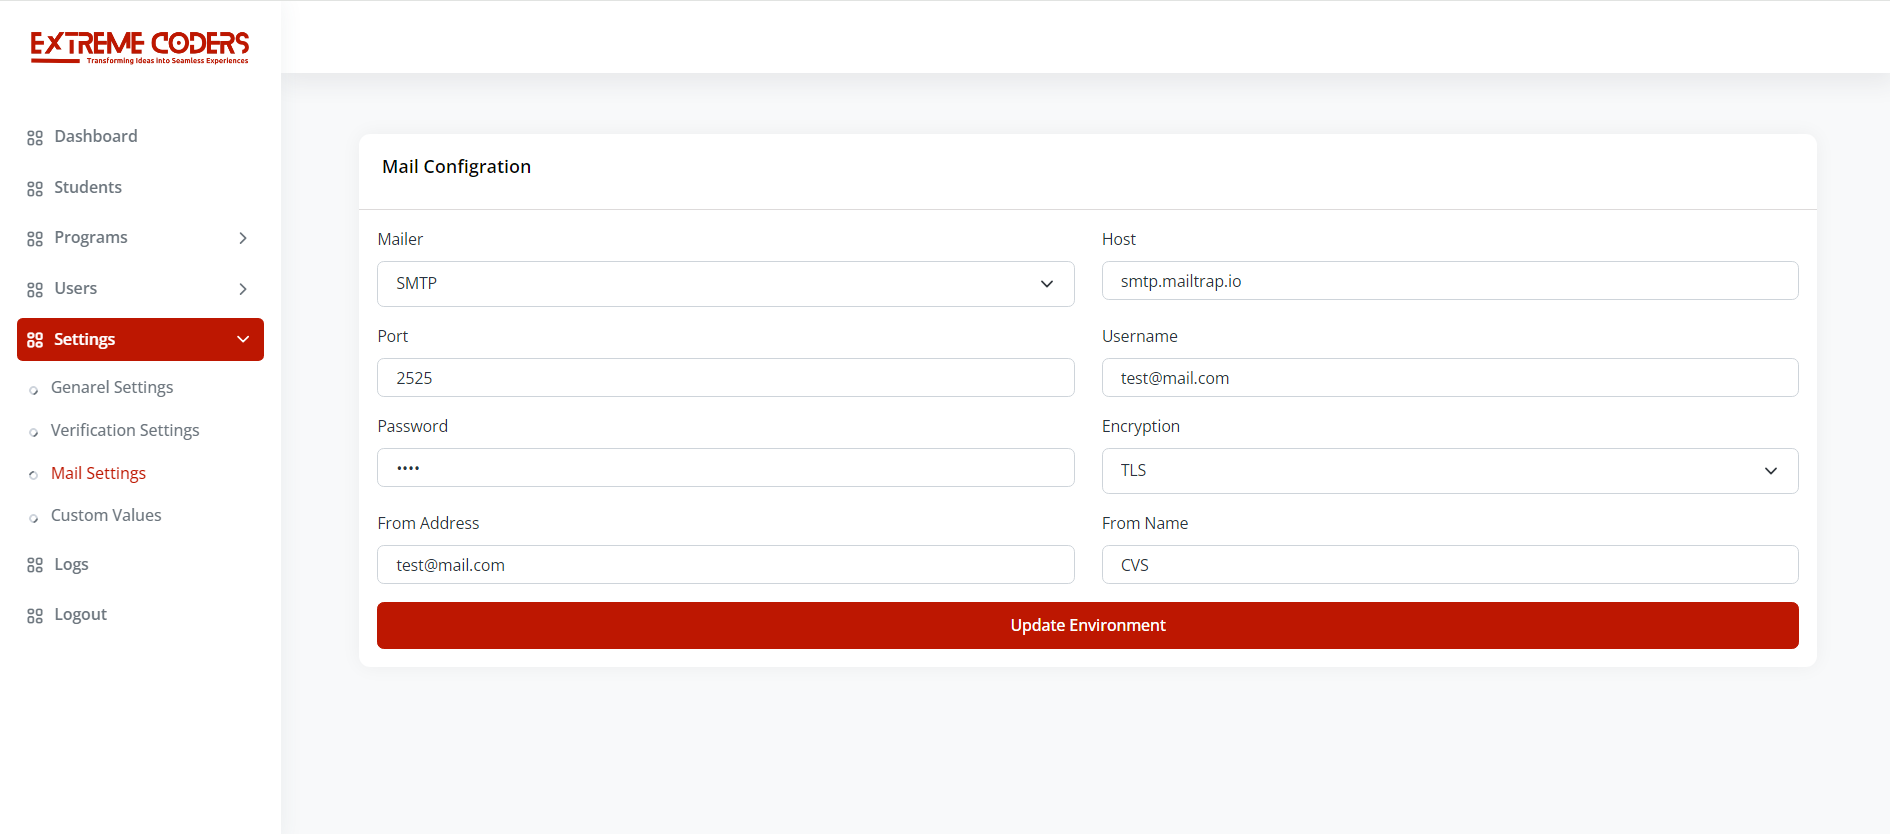 EXTREME CODERS
Transforming Ideas into Seamless Experiences
Dashboard
Students
Programs
Users
Settings
Genarel Settings
Verification Settings
Mail Settings
Custom Values
Logs
Logout
Mail Configration
Mailer
SMTP
Host
smtp.mailtrap.io
Port
2525
Username
test@mail.com
Password
••••
Encryption
TLS
From Address
test@mail.com
From Name
CVS
Update Environment